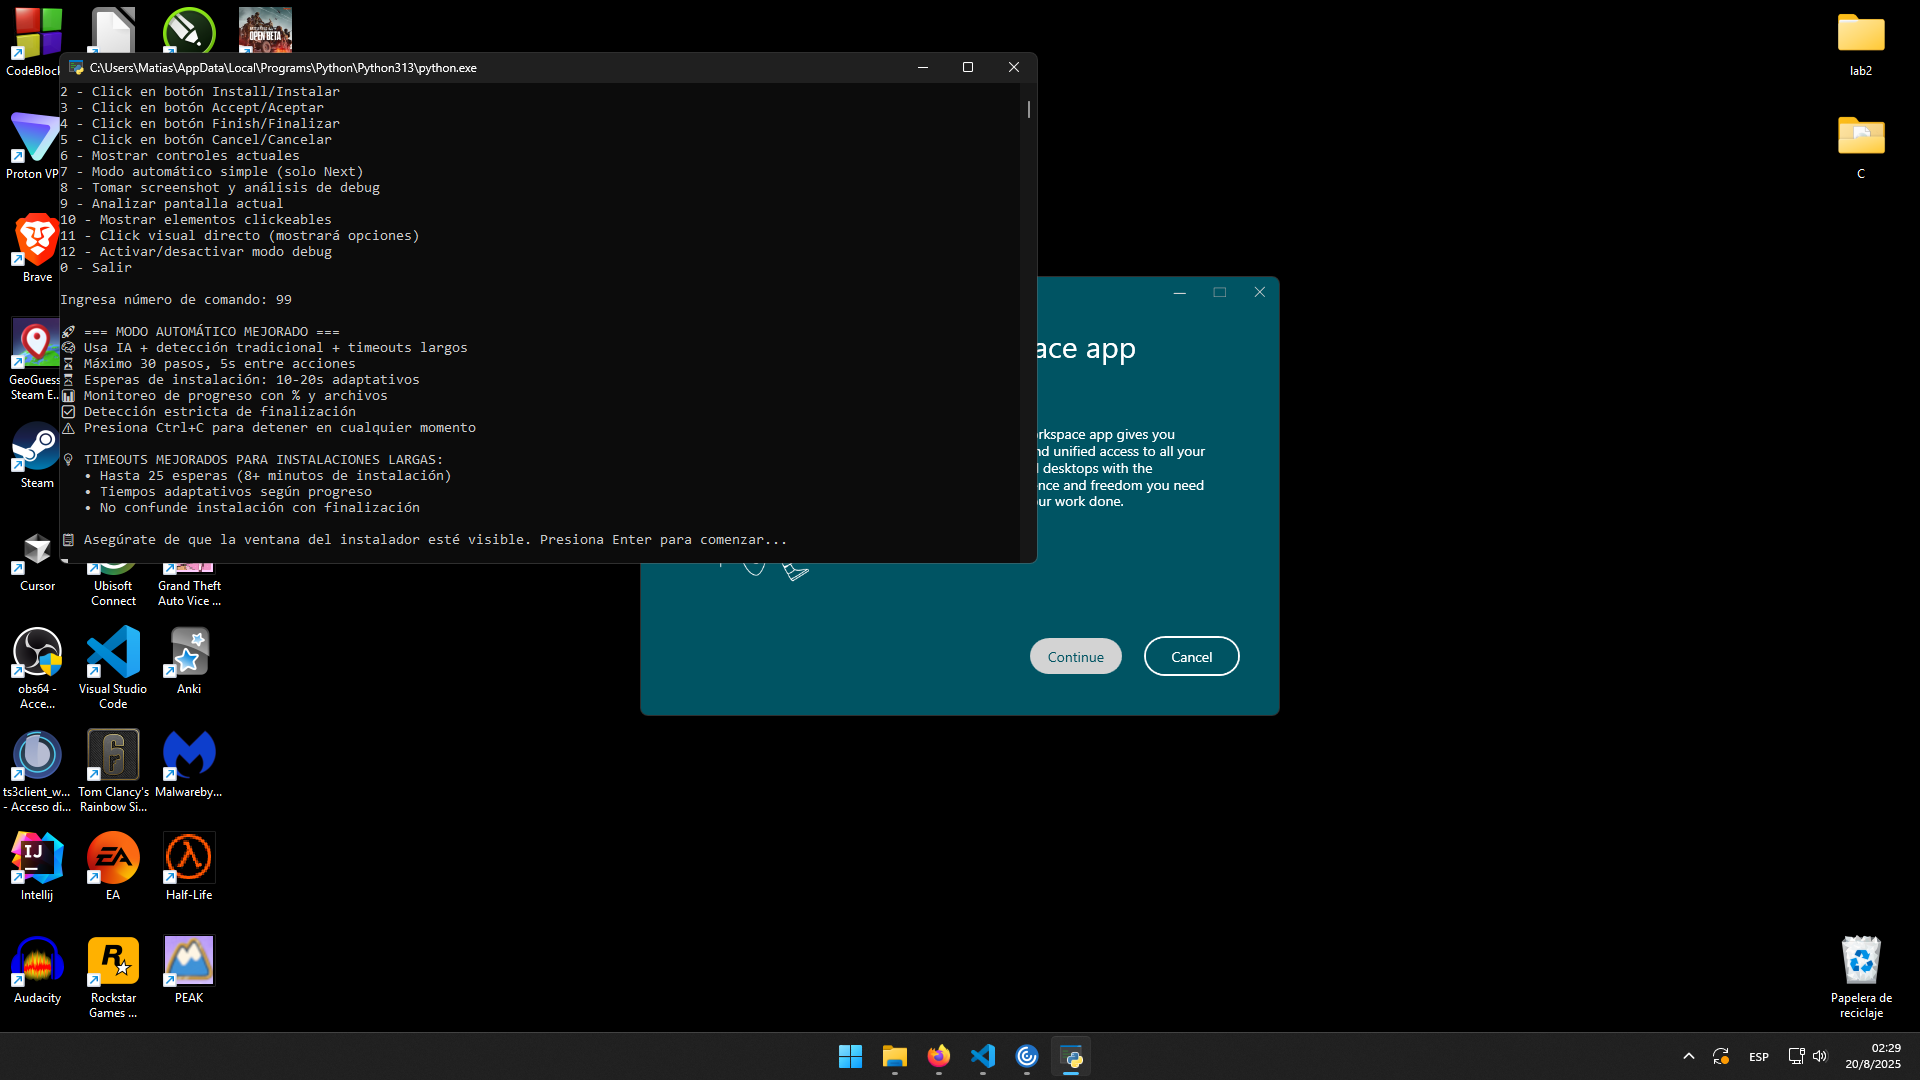 C:\Users\Matias\AppData\Local\Programs\Python\Python313\python.exe
2 - Click en botón Install/Instalar
3 - Click en botón Accept/Aceptar
4 - Click en botón Finish/Finalizar
5 - Click en botón Cancel/Cancelar
6 - Mostrar controles actuales
7 - Modo automático simple (solo Next)
8 - Tomar screenshot y análisis de debug
9 - Analizar pantalla actual
10 - Mostrar elementos clickeables
11 - Click visual directo (mostrará opciones)
12 - Activar/desactivar modo debug
0 - Salir
Ingresa número de comando: 99
=== MODO AUTOMÁTICO MEJORADO ===
Usa IA + detección tradicional + timeouts largos
Máximo 30 pasos, 5s entre acciones
Esperas de instalación: 10-20s adaptativos
Monitoreo de progreso con % y archivos
Detección estricta de finalización
Presiona Ctrl+C para detener en cualquier momento
TIMEOUTS MEJORADOS PARA INSTALACIONES LARGAS:
• Hasta 25 esperas (8+ minutos de instalación)
• Tiempos adaptativos según progreso
• No confunde instalación con finalización
Asegúrate de que la ventana del instalador esté visible. Presiona Enter para comenzar...
ace app
rkspace app gives you
nd unified access to all your
desktops with the
ence and freedom you need
ur work done.
Continue
Cancel
CodeBlock
OPEN BETA
Proton VP
Brave
GeoGuess
Steam E...
Steam
Cursor
Ubisoft
Connect
Grand Theft
Auto Vice ...
obs64 -
Acce...
Visual Studio
Code
Anki
ts3client_w...
- Acceso di...
Tom Clancy's
Rainbow Si...
Malwareby...
IJ
Intellij
EA
EA
Half-Life
Audacity
Rockstar
Games ...
PEAK
lab2
C
Papelera de
reciclaje
ESP
02:29
20/8/2025